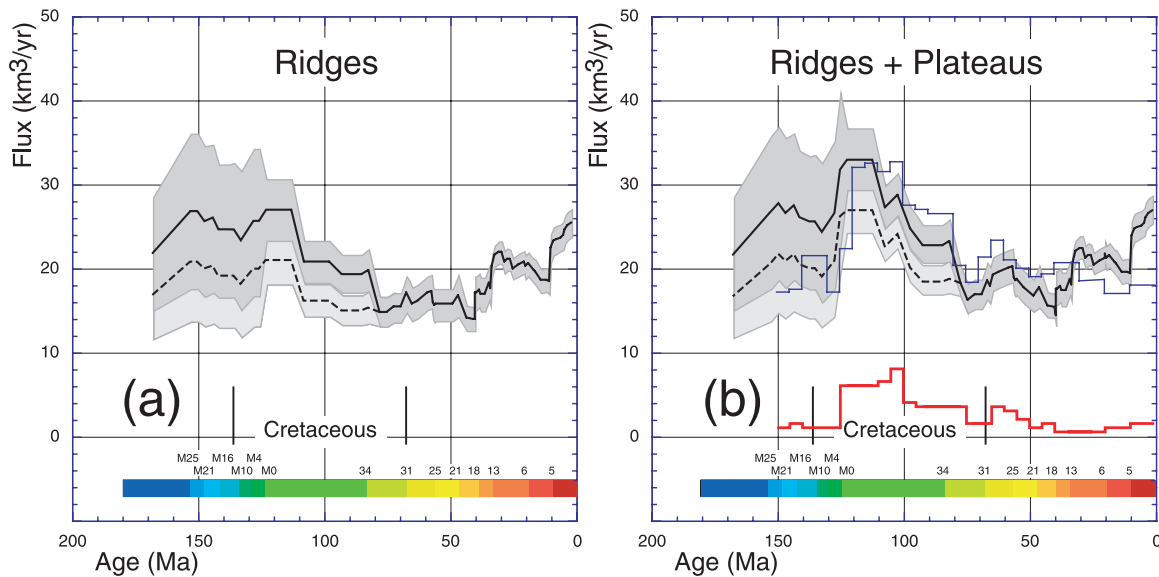 50
40
30
20
10
0
Flux (km3/yr)
Ridges
(a)
Cretaceous
M25 M16 M4
M21 M10 M0 34 31 25 21 18 13 6 5
200 150 100 50 0
Age (Ma)
50
40
30
20
10
0
Flux (km3/yr)
Ridges + Plateaus
(b)
Cretaceous
M25 M16 M4
M21 M10 M0 34 31 25 21 18 13 6 5
200 150 100 50 0
Age (Ma)